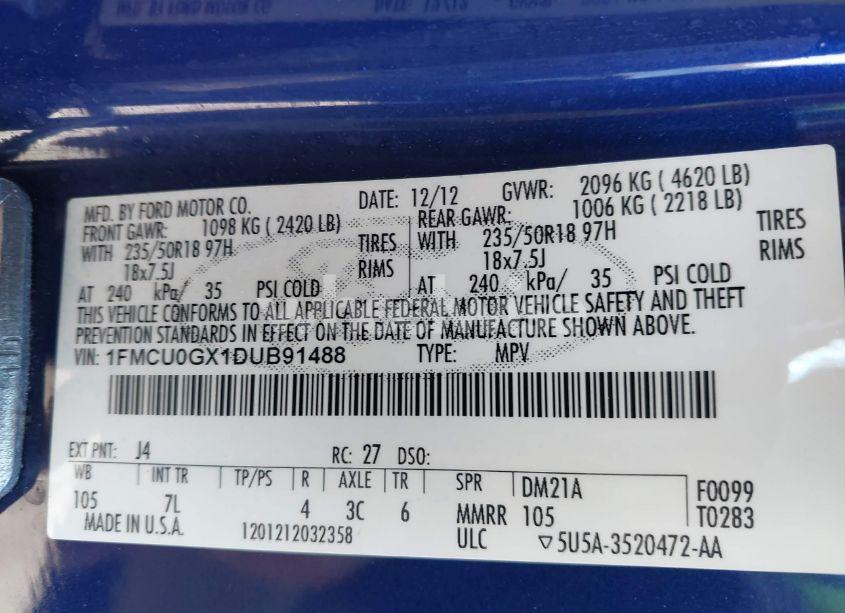 MFD. BY FORD MOTOR CO. DATE: 12/12 GVWR: 2096 KG ( 4620 LB)
FRONT GAWR: 1098 KG ( 2420 LB) REAR GAWR: 1006 KG ( 2218 LB)
WITH 235/50R18 97H TIRES WITH 235/50R18 97H TIRES
18x7.5J RIMS 18x7.5J RIMS
AT 240 kPa/ 35 PSI COLD AT 240 kPa/ 35 PSI COLD
THIS VEHICLE CONFORMS TO ALL APPLICABLE FEDERAL MOTOR VEHICLE SAFETY AND THEFT
PREVENTION STANDARDS IN EFFECT ON THE DATE OF MANUFACTURE SHOWN ABOVE.
VIN: 1FMCU0GX1DUB91488 TYPE: MPV
EXT PNT: J4 RC: 27 DSO:
WB INT TR TP/PS R AXLE TR SPR DM21A F0099
105 7L 4 3C 6 MMRR 105 T0283
MADE IN U.S.A. 1201212032358 ULC ▽5U5A-3520472-AA